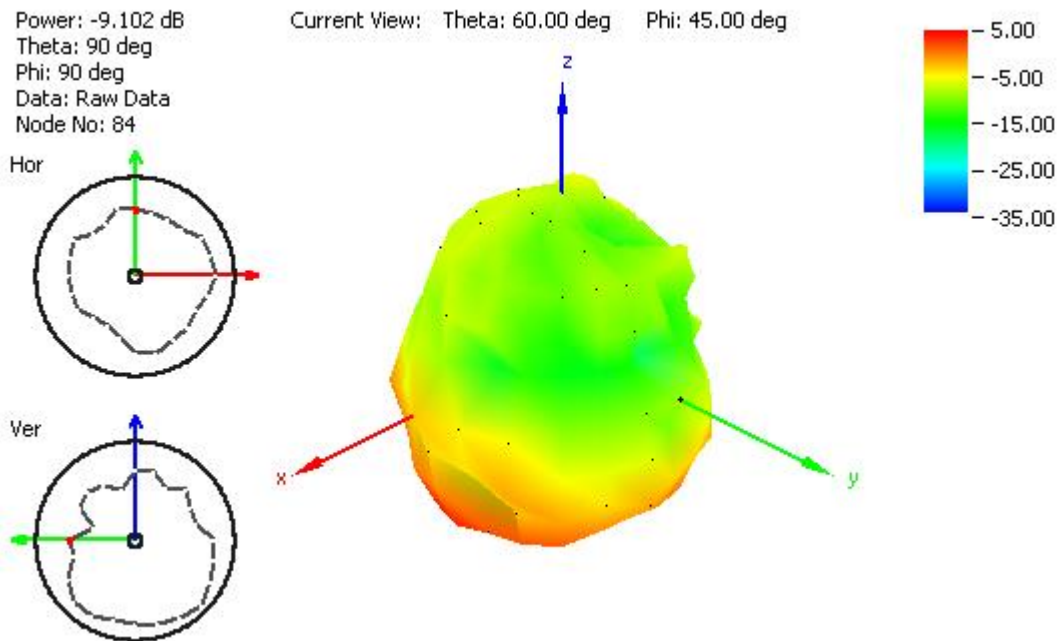 Power: -9.102 dB
Theta: 90 deg
Phi: 90 deg
Data: Raw Data
Node No: 84
Current View: Theta: 60.00 deg Phi: 45.00 deg
5.00
-5.00
-15.00
-25.00
-35.00
Hor
Ver
z
x
y